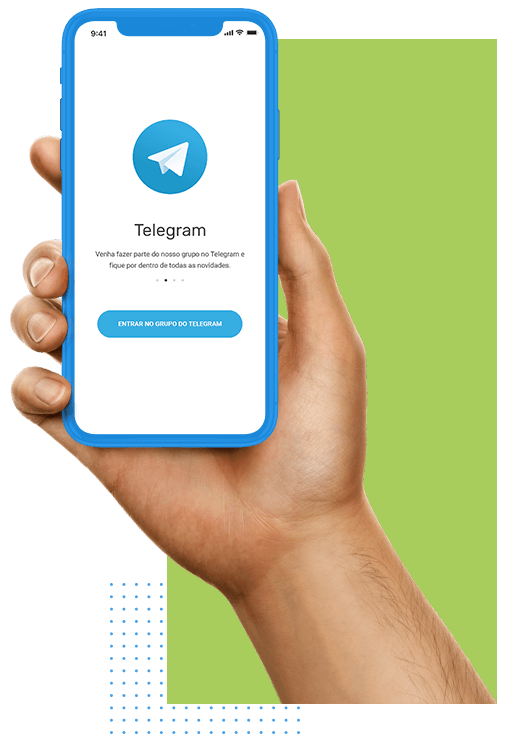 9:41
Telegram
Venha fazer parte do nosso grupo no Telegram e
fique por dentro de todas as novidades.
ENTRAR NO GRUPO DO TELEGRAM